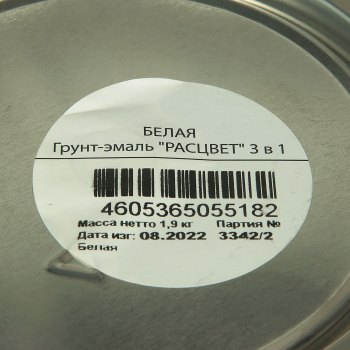 БЕЛАЯ
Грунт-эмаль "РАСЦВЕТ" 3 в 1
4605365055182
Масса нетто 1,9 кг Партия №
Дата изг: 08.2022 3342/2
Белая